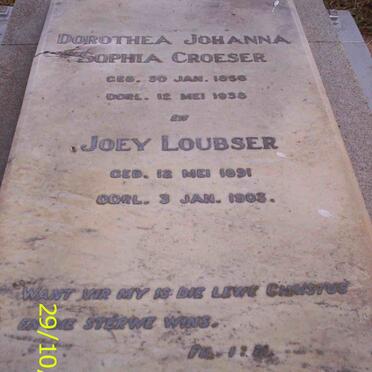 Dorothea Johanna
Sophia Croeser
Geb. 30 Jan. 1856
Oorl. 12 Mei 1938
en
Joey Loubser
Geb. 12 Mei 1891
Oorl. 3 Jan. 1903.
Want vir my is die lewe Christus
en die sterwe wins.
Fil. 1:21.
29/10